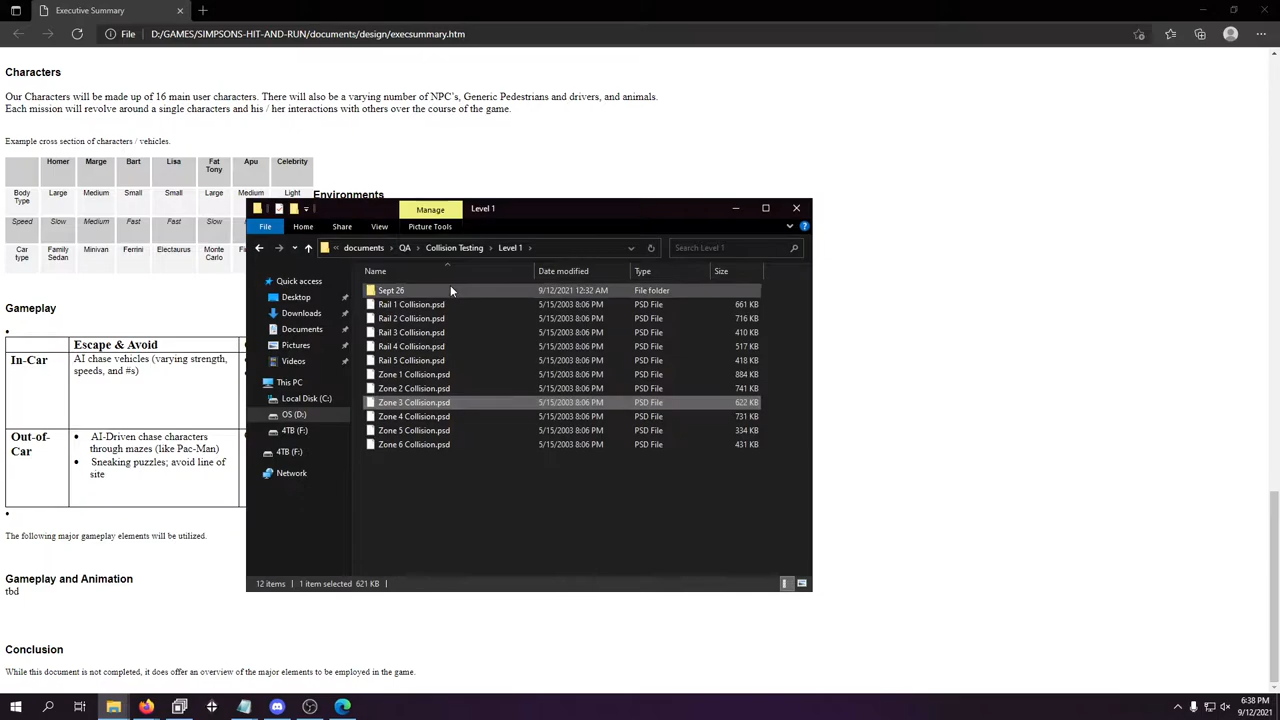 Executive Summary
File
D:/GAMES/SIMPSONS-HIT-AND-RUN/documents/design/execsummary.htm
Characters
Our Characters will be made up of 16 main user characters. There will also be a varying number of NPC's, Generic Pedestrians and drivers, and animals.
Each mission will revolve around a single characters and his / her interactions with others over the course of the game.
Example cross section of characters / vehicles.
Homer Marge Bart Lisa Fat Tony Apu Celebrity
Body Type Large Medium Small Small Large Medium Light
Speed Slow Medium Fast Fast Slow
Car type Family Sedan Minivan Ferrini Electaurus Monte Carlo
Environments
Gameplay
Escape & Avoid
In-Car
AI chase vehicles (varying strength,
speeds, and #s)
Out-of-
Car
• AI-Driven chase characters
through mazes (like Pac-Man)
• Sneaking puzzles; avoid line of
site
The following major gameplay elements will be utilized.
Gameplay and Animation
tbd
Conclusion
While this document is not completed, it does offer an overview of the major elements to be employed in the game.
Manage
Level 1
File Home Share View Picture Tools
documents > QA > Collision Testing > Level 1 >
Search Level 1
Quick access
Desktop
Downloads
Documents
Pictures
Videos
This PC
Local Disk (C:)
OS (D:)
4TB (F:)
4TB (F:)
Network
Name Date modified Type Size
Sept 26 9/12/2021 12:32 AM File folder
Rail 1 Collision.psd 5/15/2003 8:06 PM PSD File 661 KB
Rail 2 Collision.psd 5/15/2003 8:06 PM PSD File 716 KB
Rail 3 Collision.psd 5/15/2003 8:06 PM PSD File 410 KB
Rail 4 Collision.psd 5/15/2003 8:06 PM PSD File 517 KB
Rail 5 Collision.psd 5/15/2003 8:06 PM PSD File 418 KB
Zone 1 Collision.psd 5/15/2003 8:06 PM PSD File 884 KB
Zone 2 Collision.psd 5/15/2003 8:06 PM PSD File 741 KB
Zone 3 Collision.psd 5/15/2003 8:06 PM PSD File 622 KB
Zone 4 Collision.psd 5/15/2003 8:06 PM PSD File 731 KB
Zone 5 Collision.psd 5/15/2003 8:06 PM PSD File 334 KB
Zone 6 Collision.psd 5/15/2003 8:06 PM PSD File 431 KB
12 items 1 item selected 621 KB
6:38 PM
9/12/2021